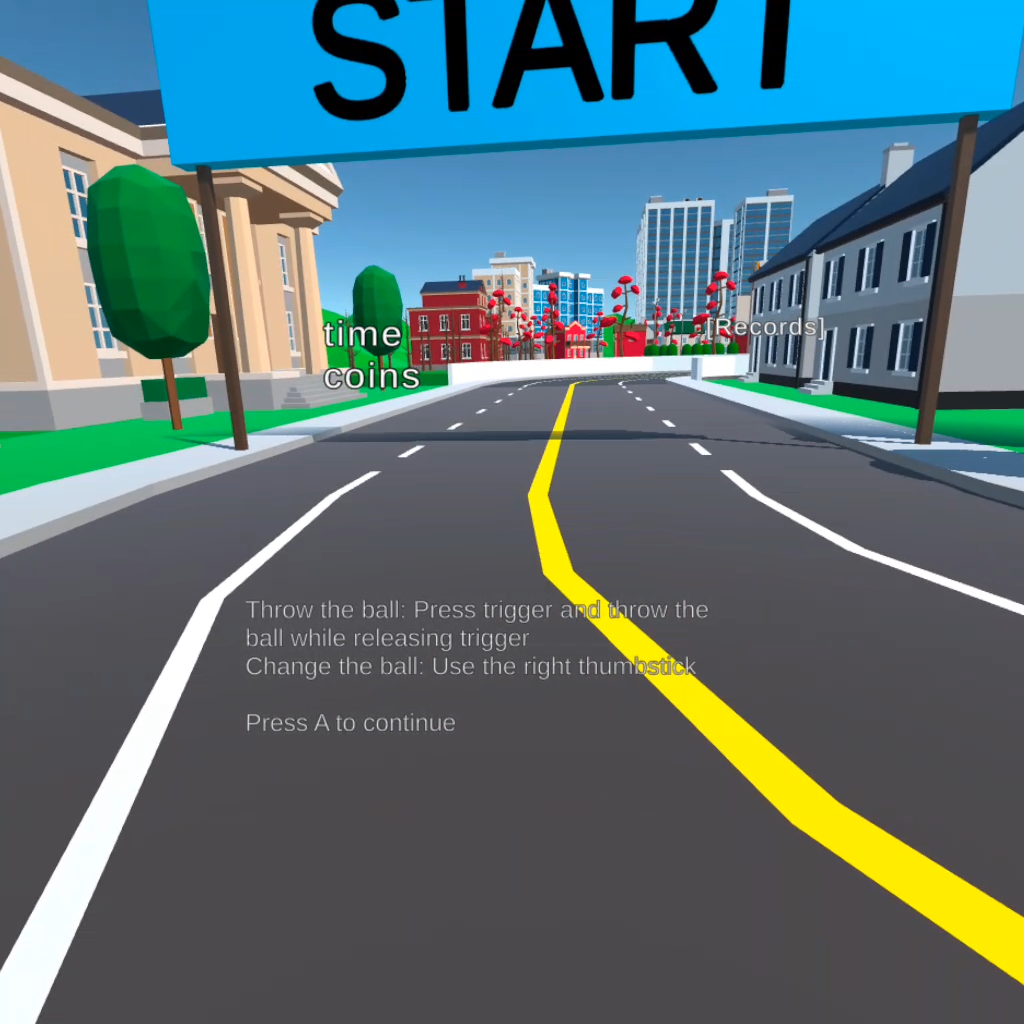 START
time
coins
[Records]
Throw the ball: Press trigger and throw the
ball while releasing trigger
Change the ball: Use the right thumbstick
Press A to continue